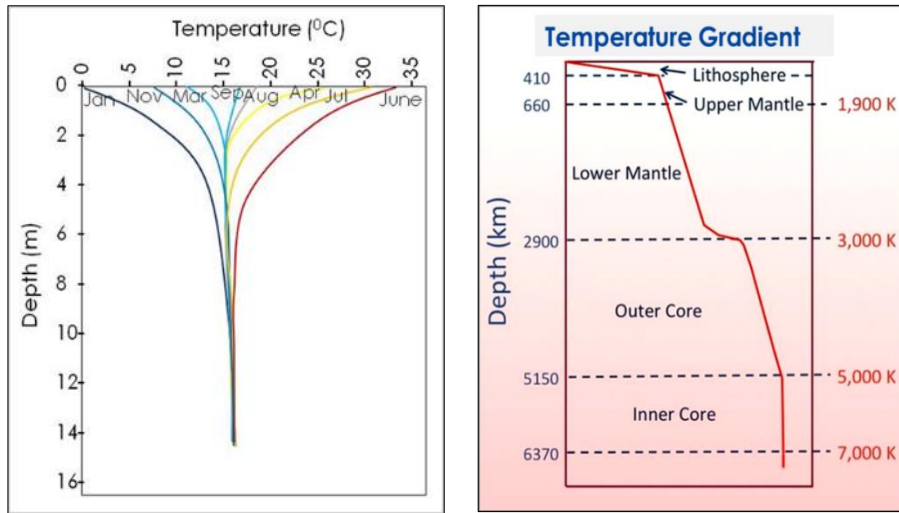 Temperature (⁰C)
0 5 10 15 20 25 30 35
0
Jan Nov Mar Sep Aug Apr Jul June
2
4
6
8
10
12
14
16
Depth (m)
Temperature Gradient
Lithosphere
410
Upper Mantle
660
1,900 K
Lower Mantle
2900
3,000 K
Outer Core
5150
5,000 K
Inner Core
6370
7,000 K
Depth (km)